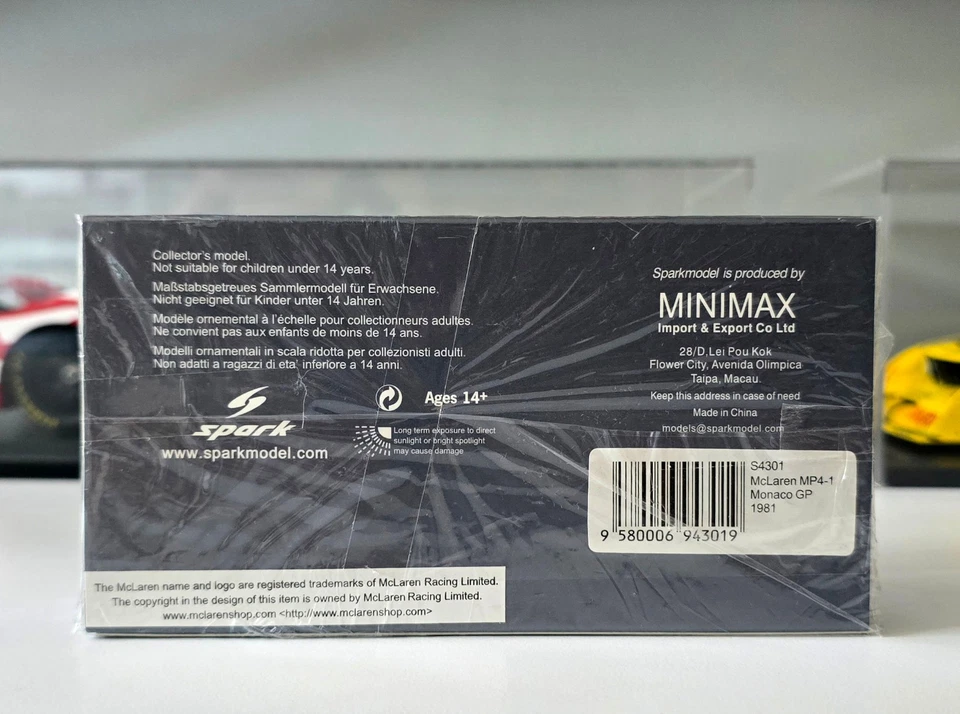 Collector's model.
Not suitable for children under 14 years.
Maßstabsgetreues Sammlermodell für Erwachsene.
Nicht geeignet für Kinder unter 14 Jahren.
Modèle ornemental à l'échelle pour collectionneurs adultes.
Ne convient pas aux enfants de moins de 14 ans.
Modelli ornamentali in scala ridotta per collezionisti adulti.
Non adatti a ragazzi di eta' inferiore a 14 anni.
spark
www.sparkmodel.com
Ages 14+
Long term exposure to direct
sunlight or bright spotlight
may cause damage
Sparkmodel is produced by
MINIMAX
Import & Export Co Ltd
28/D.Lei Pou Kok
Flower City, Avenida Olimpica
Taipa, Macau.
Keep this address in case of need
Made in China
models@sparkmodel.com
S4301
McLaren MP4-1
Monaco GP
1981
9 580006 943019
The McLaren name and logo are registered trademarks of McLaren Racing Limited.
The copyright in the design of this item is owned by McLaren Racing Limited.
www.mclarenshop.com <http://www.mclarenshop.com>